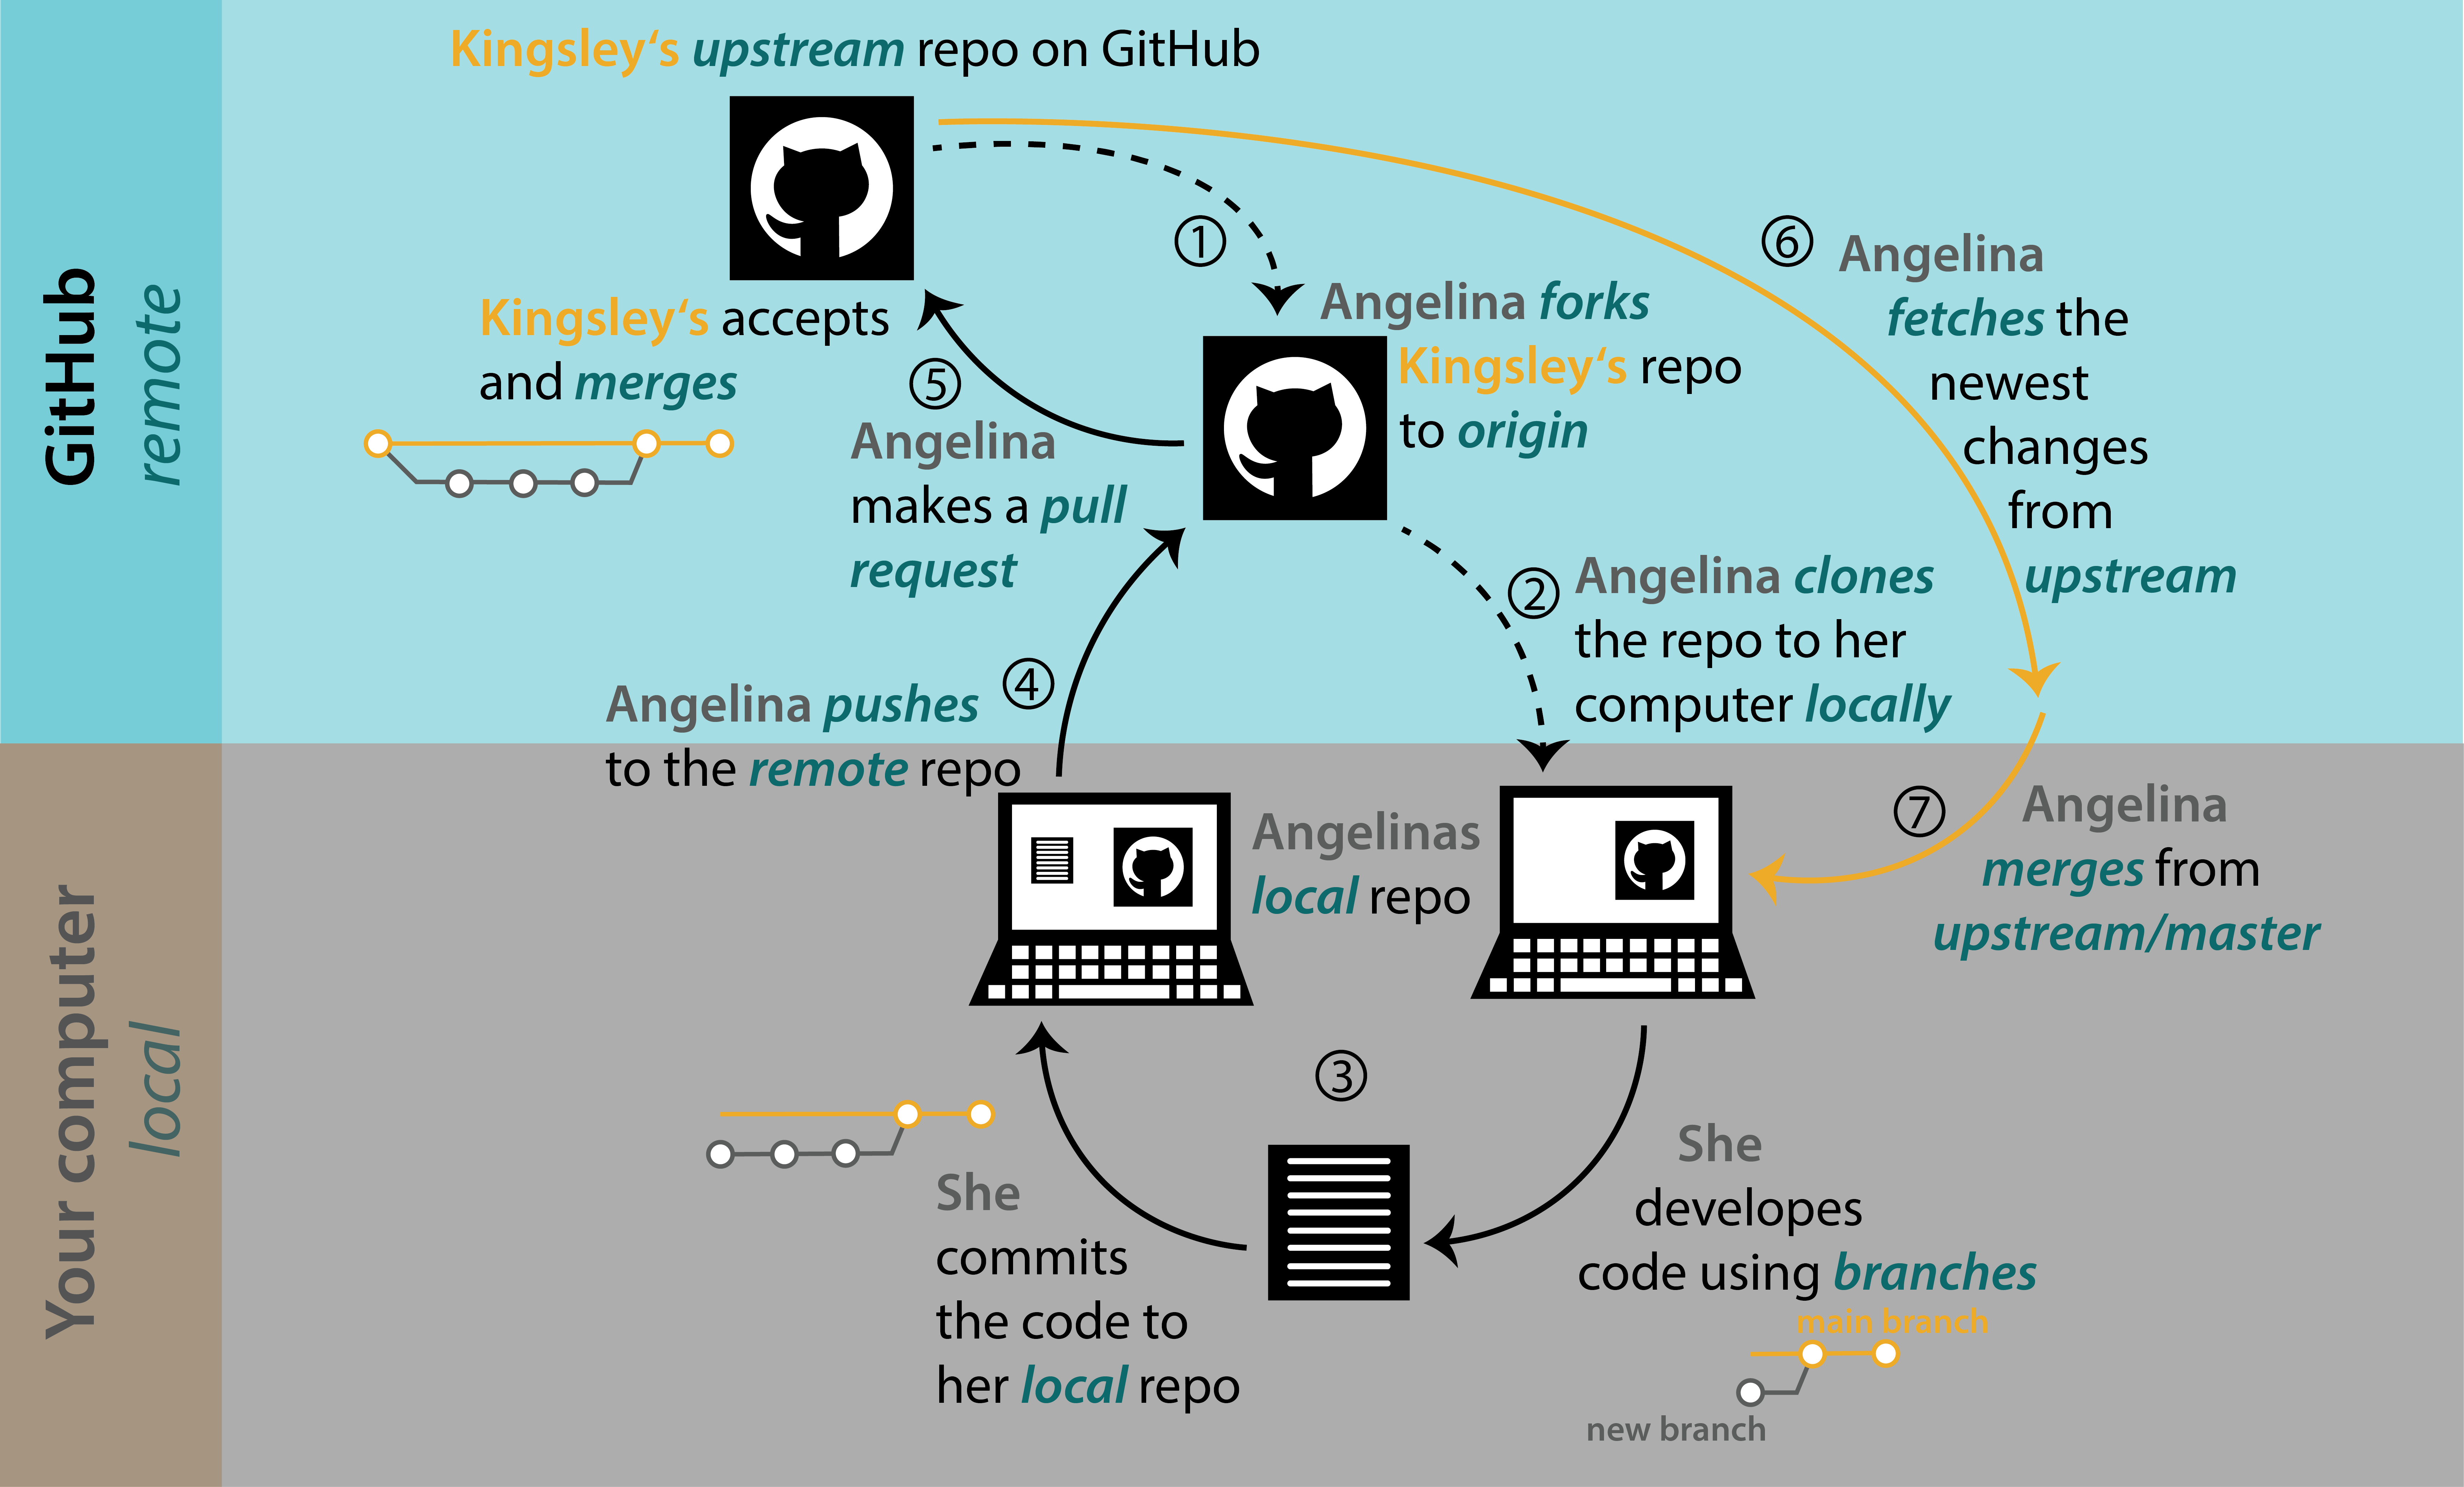 Kingsley‘s upstream repo on GitHub
GitHub
remote
①
Angelina forks
Kingsley‘s repo
to origin
②
Angelina clones
the repo to her
computer locally
③
She
developes
code using branches
main branch
new branch
She
commits
the code to
her local repo
Angelinas
local repo
④
Angelina pushes
to the remote repo
⑤
Angelina
makes a pull
request
Kingsley‘s accepts
and merges
⑥
Angelina
fetches the
newest
changes
from
upstream
⑦
Angelina
merges from
upstream/master
Your computer
local